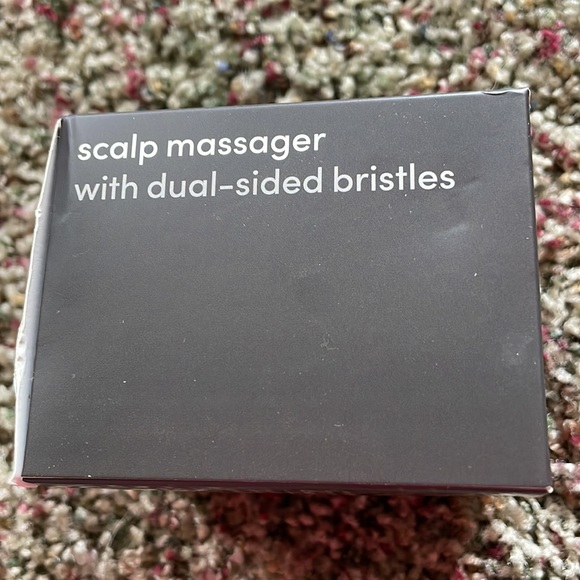 scalp massager
with dual-sided bristles